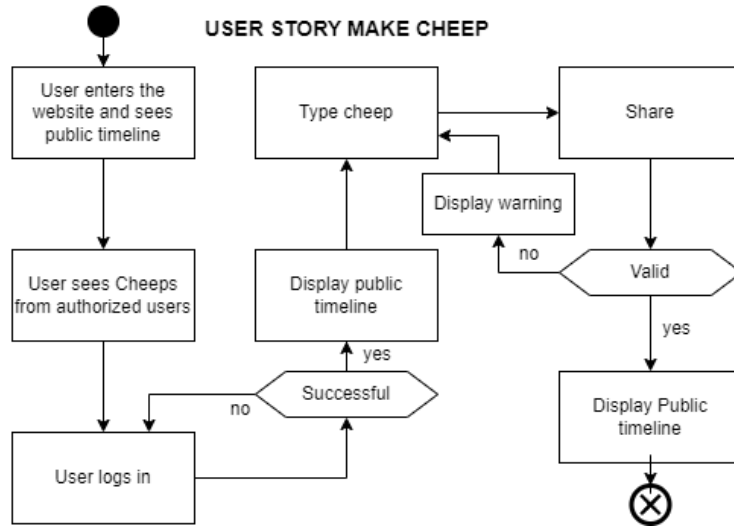 USER STORY MAKE CHEEP
User enters the
website and sees
public timeline
User sees Cheeps
from authorized users
User logs in
Successful
no
yes
Display public
timeline
Type cheep
Share
Valid
no
Display warning
yes
Display Public
timeline